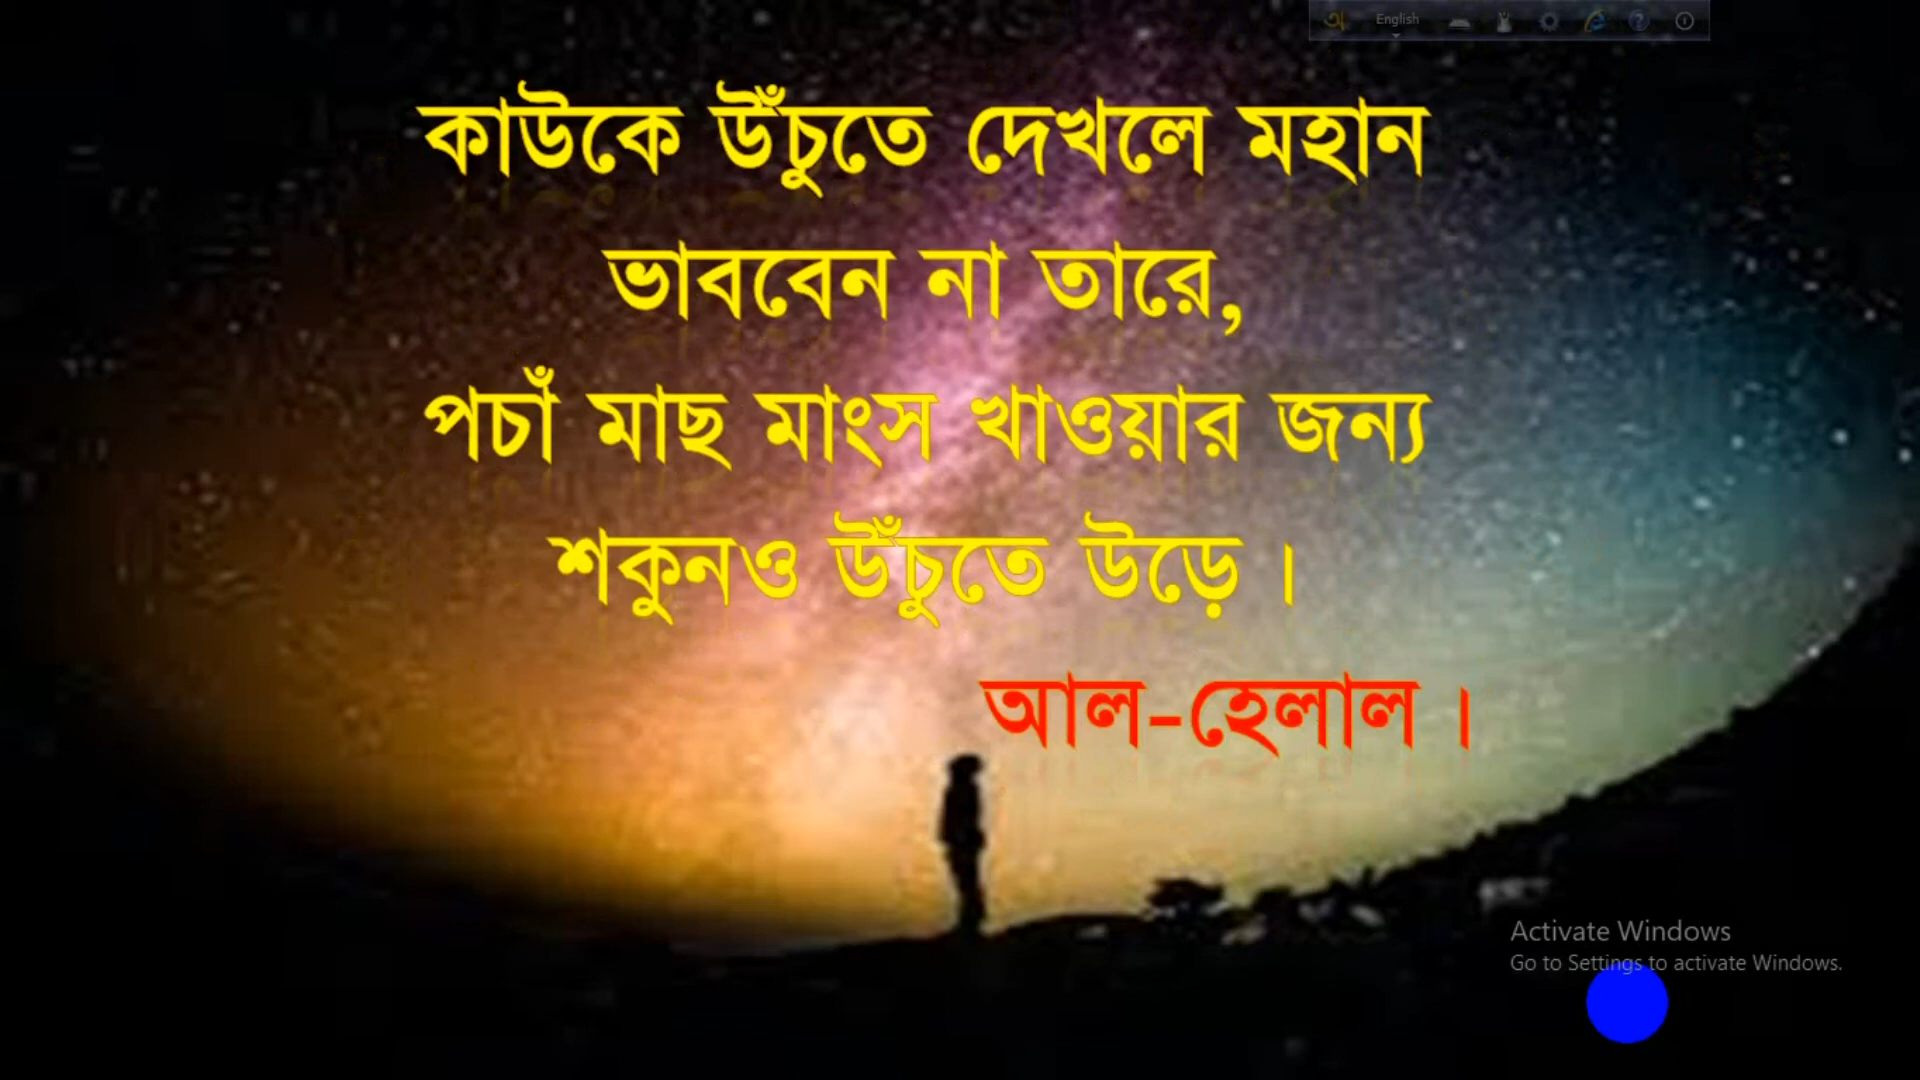 অ English
কাউকে উঁচুতে দেখলে মহান
ভাববেন না তারে,
পচাঁ মাছ মাংস খাওয়ার জন্য
শকুনও উঁচুতে উড়ে ।
আল-হেলাল ।
Activate Windows
Go to Settings to activate Windows.